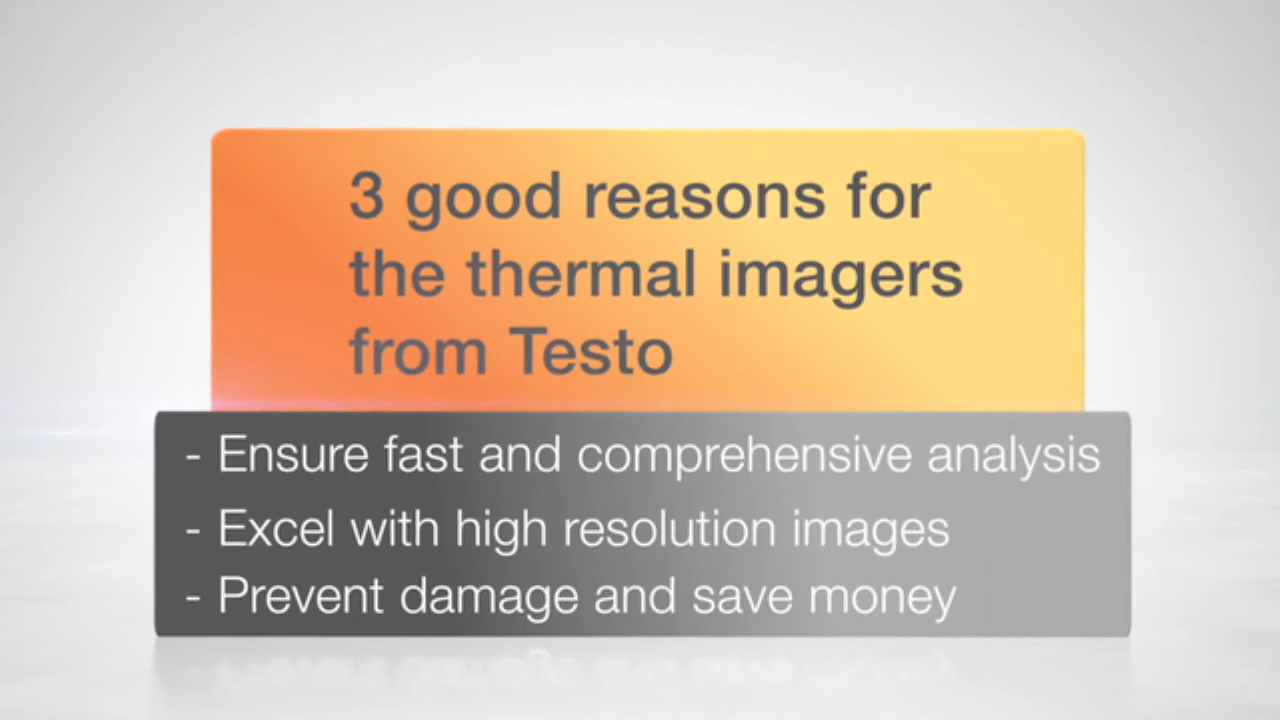 3 good reasons for
the thermal imagers
from Testo
- Ensure fast and comprehensive analysis
- Excel with high resolution images
- Prevent damage and save money